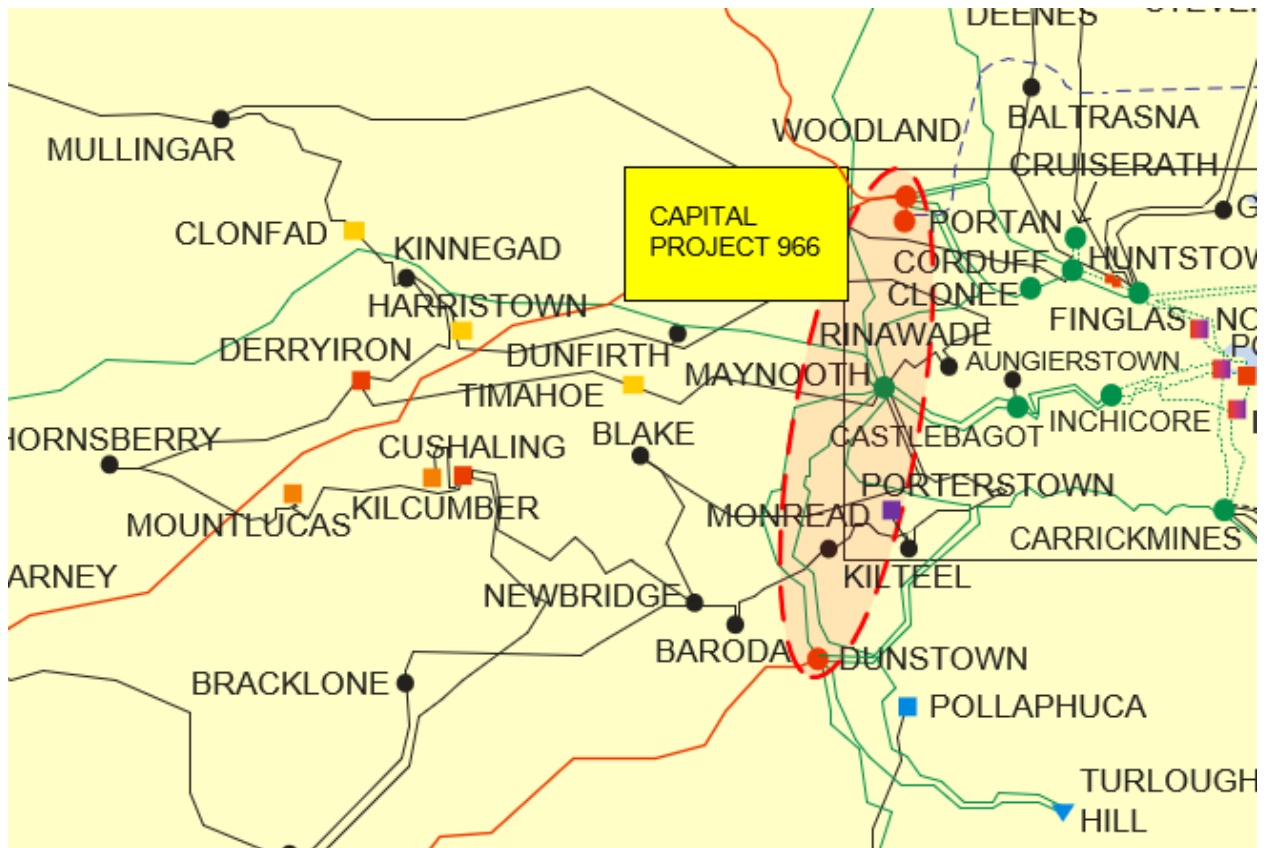 DEENES
WOODLAND
BALTRASNA
MULLINGAR
CRUISERATH
CAPITAL
PROJECT 966
CLONFAD
PORTAN
KINNEGAD
CORDUFF
HUNTSTOW
HARRISTOWN
CLONEE
RINAWADE
FINGLAS
DERRYIRON
DUNFIRTH
AUNGIERSTOWN
MAYNOOTH
TIMAHOE
INCHICORE
HORNSBERRY
CUSHALING
BLAKE
CASTLEBAGOT
PORTERSTOWN
MOUNTLUCAS
KILCUMBER
MONREAD
CARRICKMINES
ARNEY
KILTEEL
NEWBRIDGE
BARODA
DUNSTOWN
BRACKLONE
POLLAPHUCA
TURLOUGH
HILL